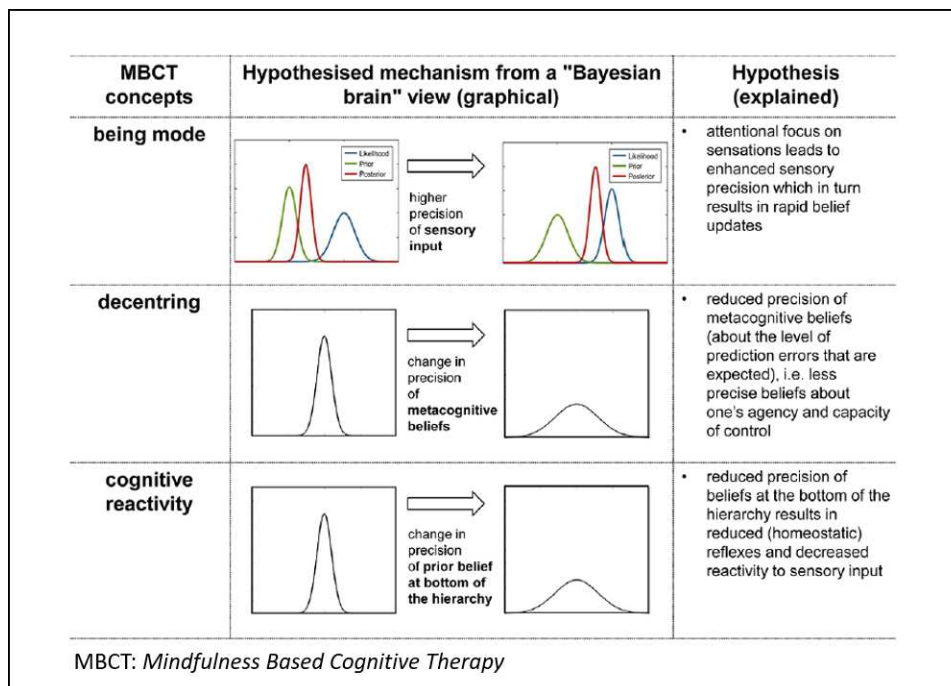 MBCT
concepts
Hypothesised mechanism from a "Bayesian
brain" view (graphical)
Hypothesis
(explained)
being mode
Likelihood
Prior
Posterior
higher
precision
of sensory
input
Likelihood
Prior
Posterior
• attentional focus on
sensations leads to
enhanced sensory
precision which in turn
results in rapid belief
updates
decentring
change in
precision
of
metacognitive
beliefs
• reduced precision of
metacognitive beliefs
(about the level of
prediction errors that are
expected), i.e. less
precise beliefs about
one's agency and capacity
of control
cognitive
reactivity
change in
precision
of prior belief
at bottom of
the hierarchy
• reduced precision of
beliefs at the bottom of the
hierarchy results in
reduced (homeostatic)
reflexes and decreased
reactivity to sensory input
MBCT: Mindfulness Based Cognitive Therapy